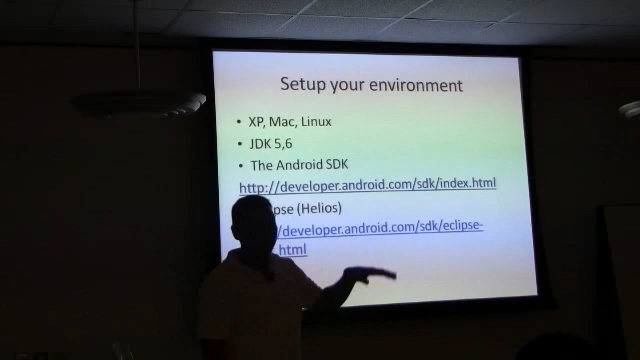 Setup your environment
• XP, Mac, Linux
• JDK 5,6
• The Android SDK
http://developer.android.com/sdk/index.html
pse (Helios)
/developer.android.com/sdk/eclipse-
html